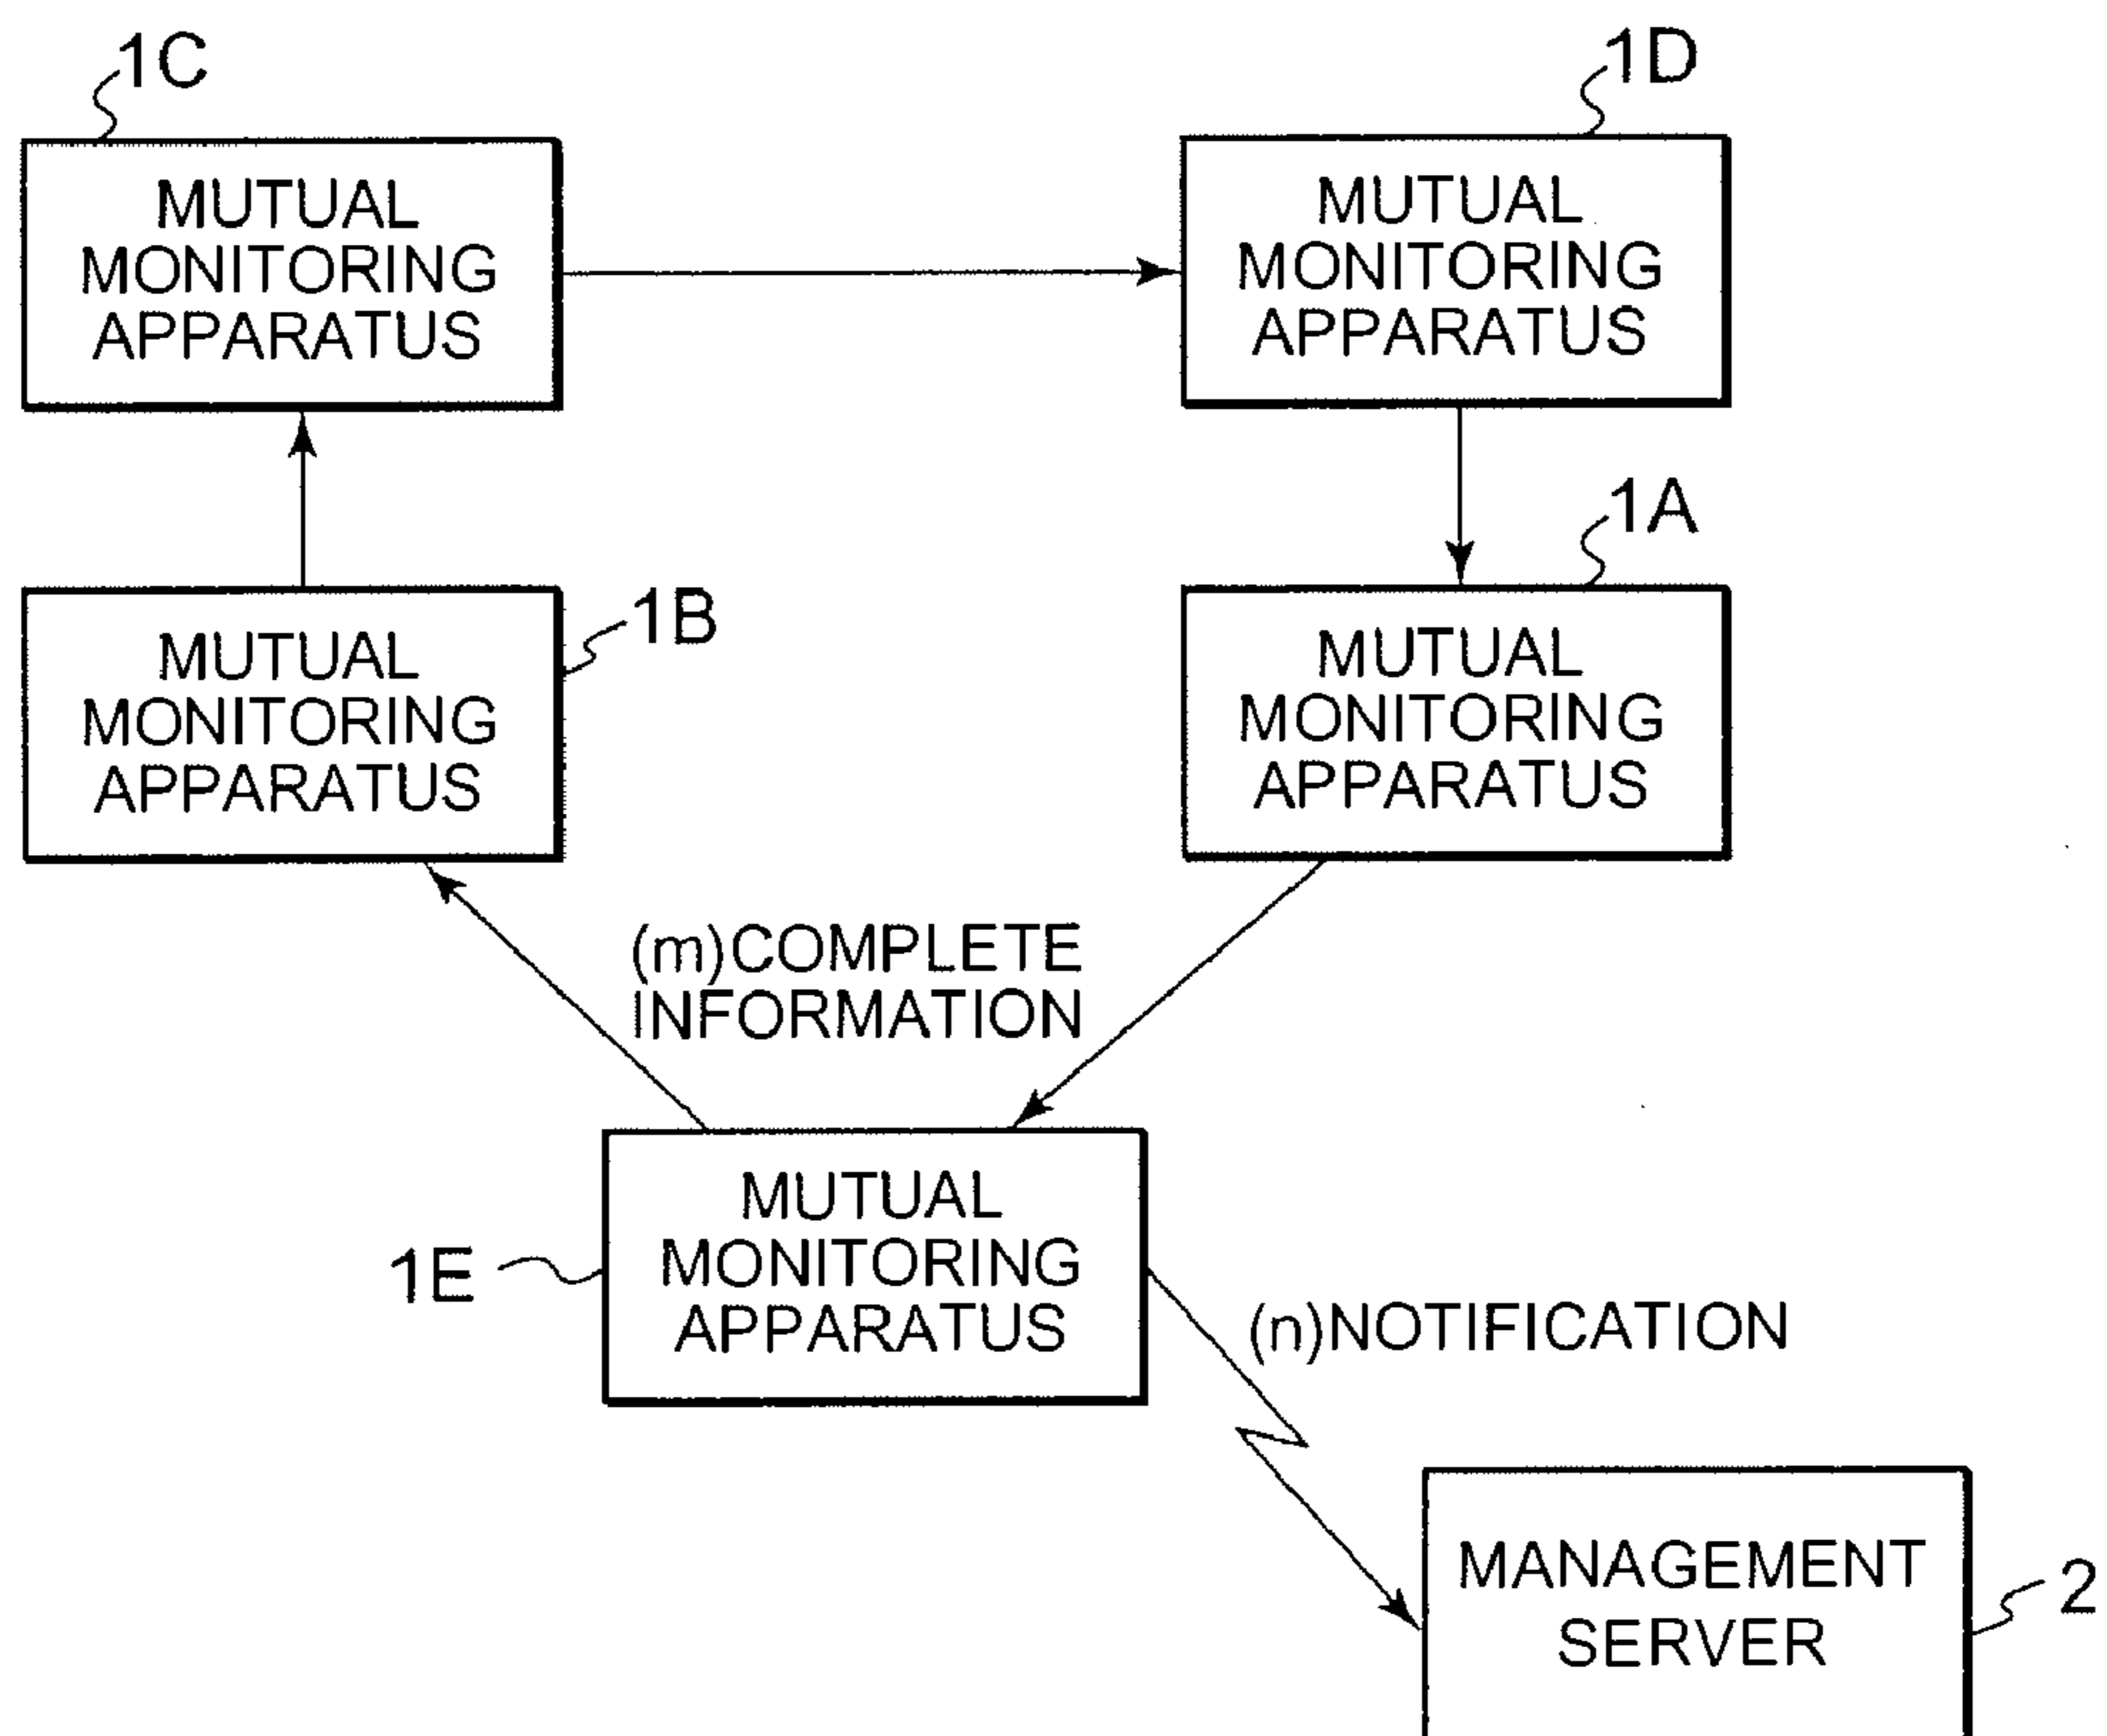 1C
1D
MUTUAL
MONITORING
APPARATUS
MUTUAL
MONITORING
APPARATUS
1A
1B
MUTUAL
MONITORING
APPARATUS
MUTUAL
MONITORING
APPARATUS
(m)COMPLETE
INFORMATION
1E
MUTUAL
MONITORING
APPARATUS
(n)NOTIFICATION
MANAGEMENT
SERVER
2